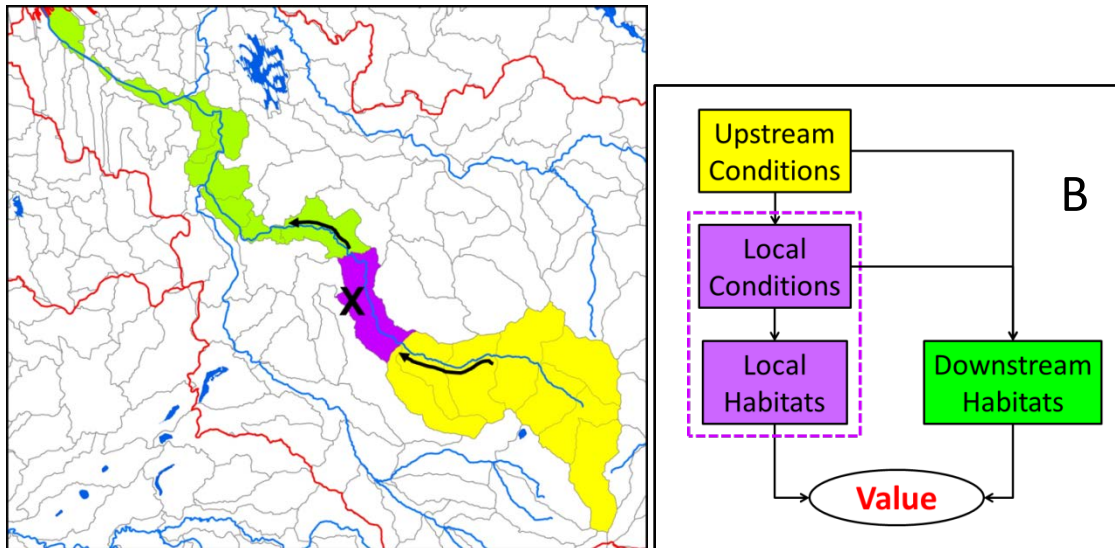 X
Upstream
Conditions
B
Local
Conditions
Local
Habitats
Downstream
Habitats
Value